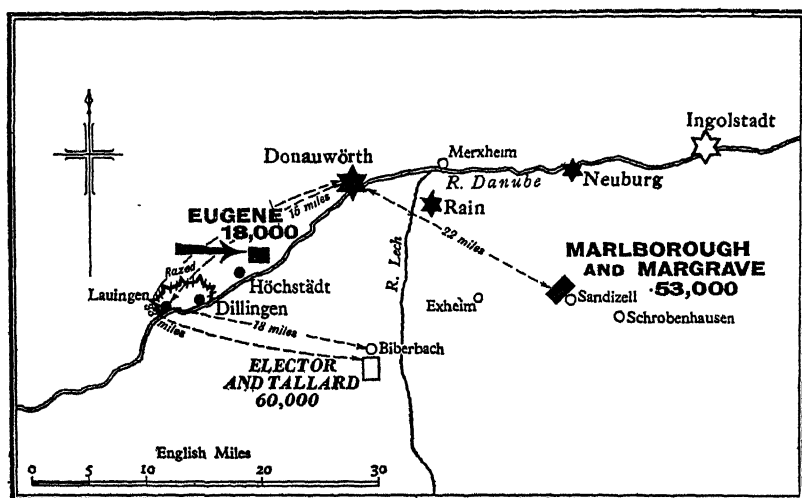 Ingolstadt
Donauwörth
Merxheim
R. Danube
Neuburg
Rain
EUGENE
18,000
15 miles
22 miles
R. Lech
MARLBOROUGH
AND MARGRAVE
53,000
Razed
Höchstädt
Lauingen
Dillingen
Exheim
Sandizell
Schrobenhausen
miles
18 miles
Biberbach
ELECTOR
AND TALLARD
60,000
English Miles
0 5 10 20 30